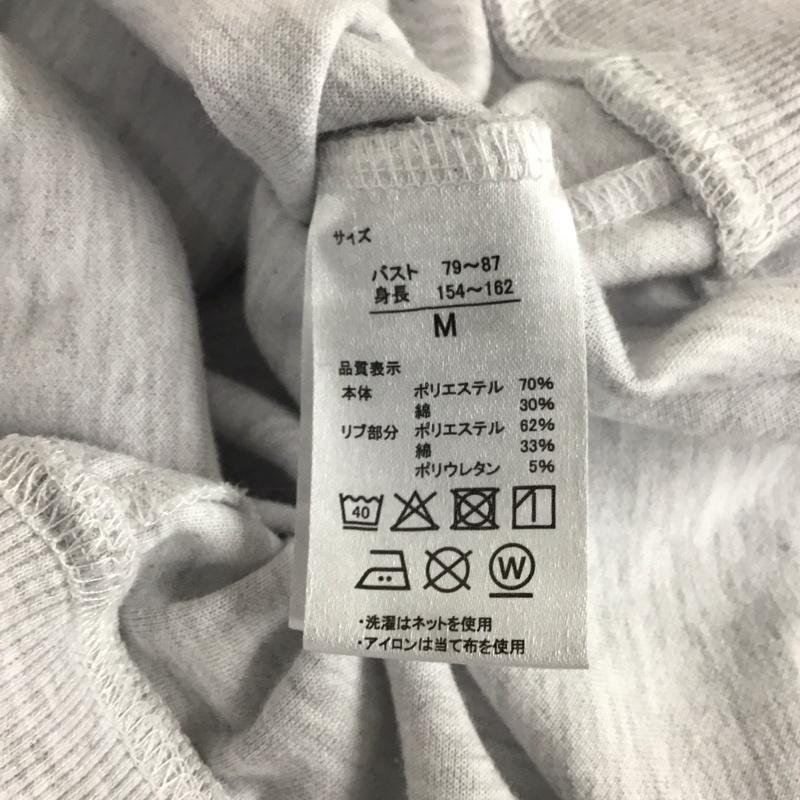 サイズ
バスト 79～87
身長 154～162
M
品質表示
本体 ポリエステル 70%
綿 30%
リブ部分 ポリエステル 62%
綿 33%
ポリウレタン 5%
40
W
・洗濯はネットを使用
・アイロンは当て布を使用